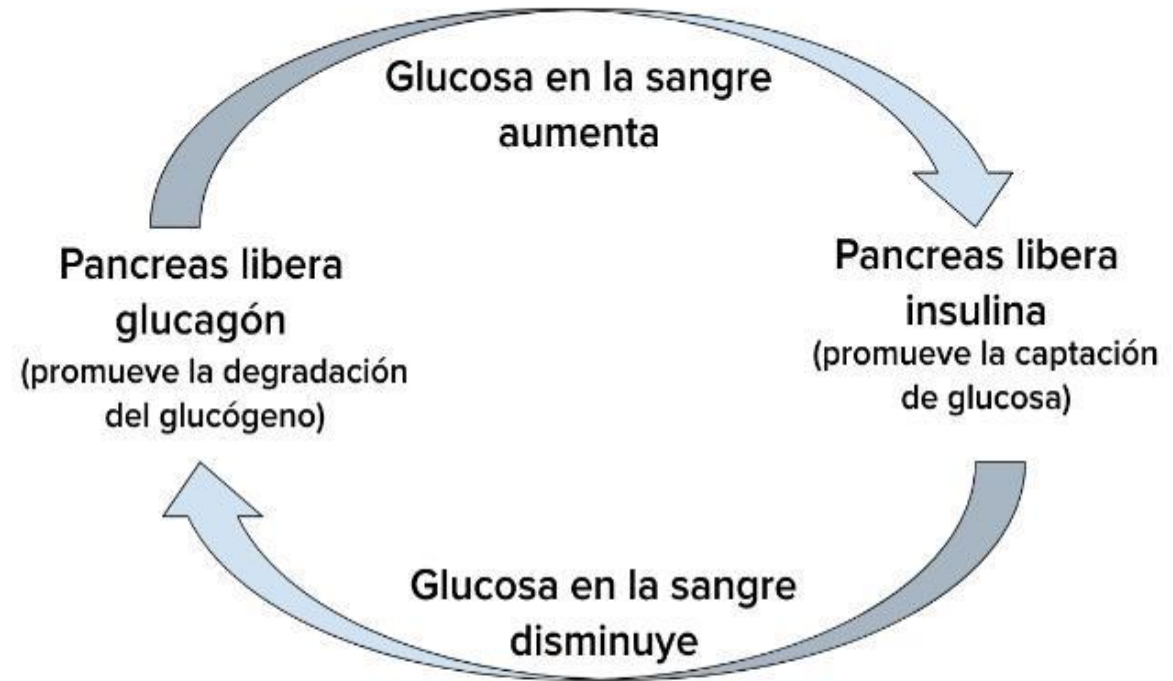 Glucosa en la sangre
aumenta
Pancreas libera
glucagón
(promueve la degradación
del glucógeno)
Pancreas libera
insulina
(promueve la captación
de glucosa)
Glucosa en la sangre
disminuye